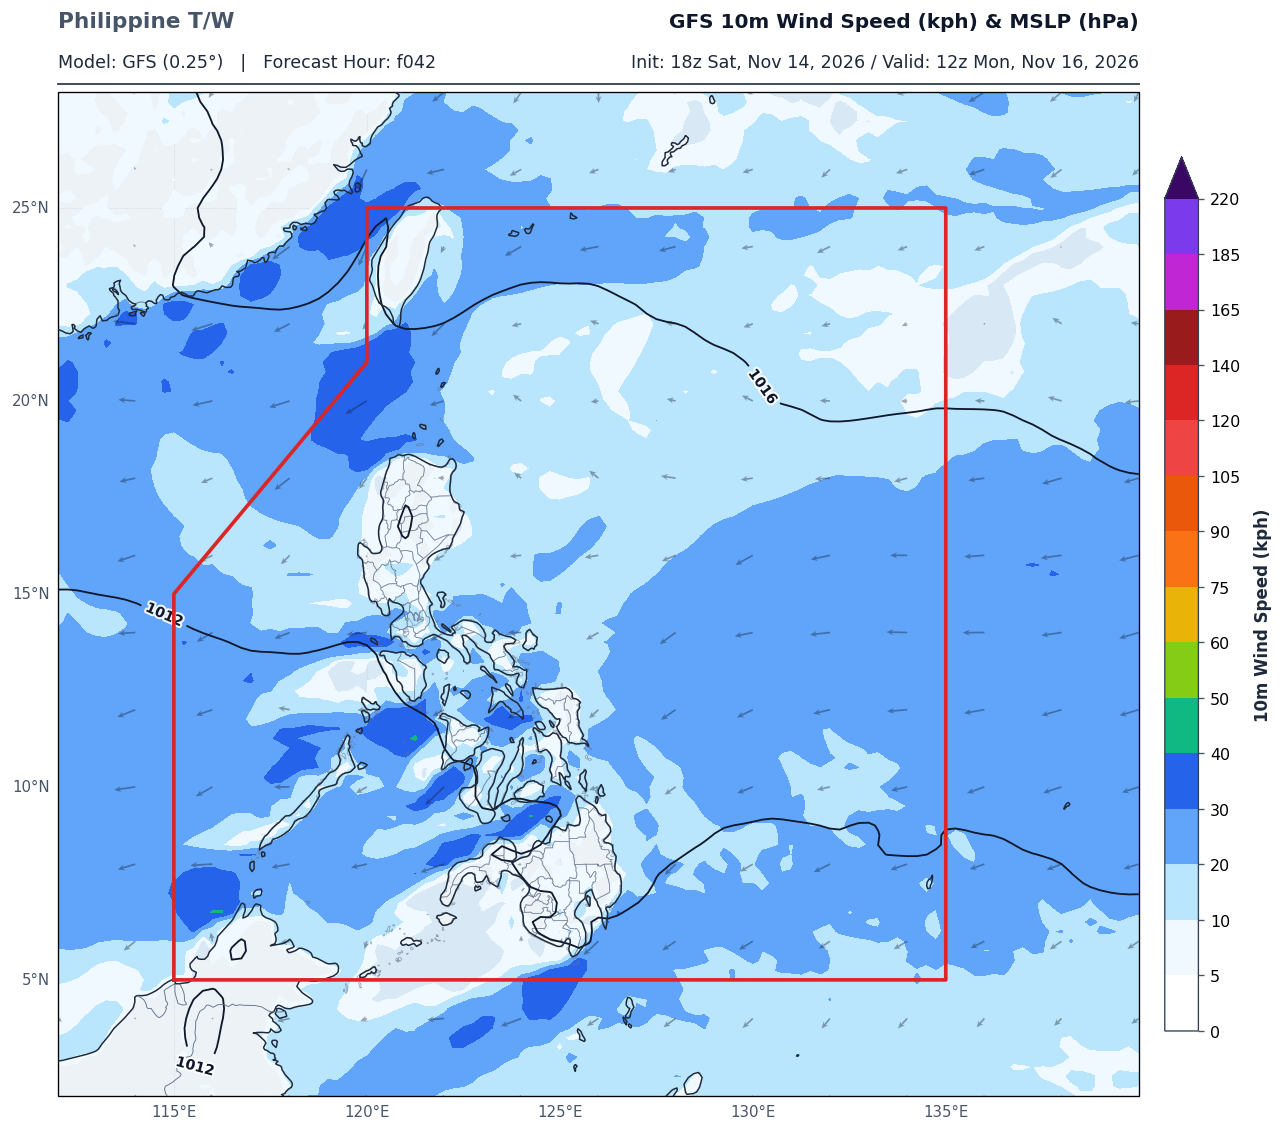 Philippine T/W
GFS 10m Wind Speed (kph) & MSLP (hPa)
Model: GFS (0.25°) | Forecast Hour: f042
Init: 18z Sat, Nov 14, 2026 / Valid: 12z Mon, Nov 16, 2026
25°N
20°N
15°N
10°N
5°N
115°E
120°E
125°E
130°E
135°E
1016
1012
1012
220
185
165
140
120
105
90
75
60
50
40
30
20
10
5
0
10m Wind Speed (kph)